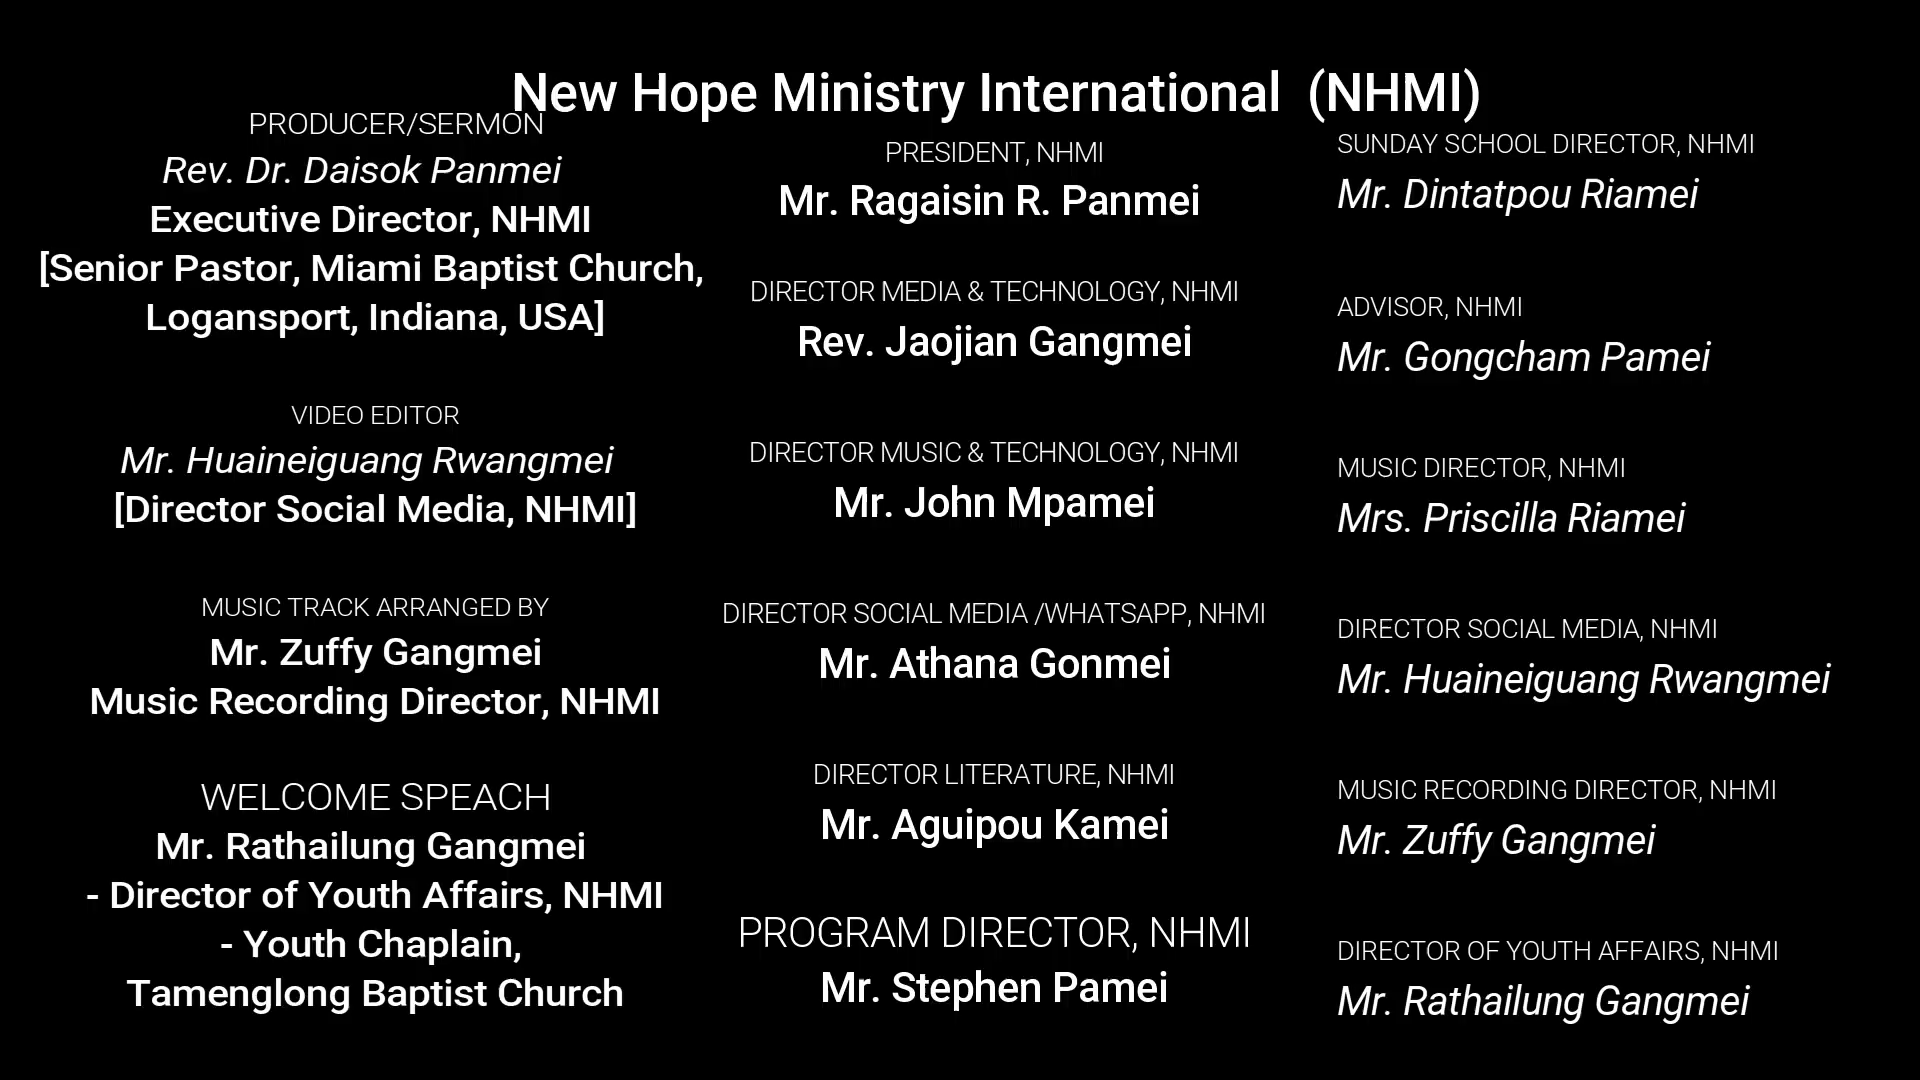 New Hope Ministry International (NHMI)
PRODUCER/SERMON
Rev. Dr. Daisok Panmei
Executive Director, NHMI
[Senior Pastor, Miami Baptist Church,
Logansport, Indiana, USA]
VIDEO EDITOR
Mr. Huaineiguang Rwangmei
[Director Social Media, NHMI]
MUSIC TRACK ARRANGED BY
Mr. Zuffy Gangmei
Music Recording Director, NHMI
WELCOME SPEACH
Mr. Rathailung Gangmei
- Director of Youth Affairs, NHMI
- Youth Chaplain,
Tamenglong Baptist Church
PRESIDENT, NHMI
Mr. Ragaisin R. Panmei
DIRECTOR MEDIA & TECHNOLOGY, NHMI
Rev. Jaojian Gangmei
DIRECTOR MUSIC & TECHNOLOGY, NHMI
Mr. John Mpamei
DIRECTOR SOCIAL MEDIA /WHATSAPP, NHMI
Mr. Athana Gonmei
DIRECTOR LITERATURE, NHMI
Mr. Aguipou Kamei
PROGRAM DIRECTOR, NHMI
Mr. Stephen Pamei
SUNDAY SCHOOL DIRECTOR, NHMI
Mr. Dintatpou Riamei
ADVISOR, NHMI
Mr. Gongcham Pamei
MUSIC DIRECTOR, NHMI
Mrs. Priscilla Riamei
DIRECTOR SOCIAL MEDIA, NHMI
Mr. Huaineiguang Rwangmei
MUSIC RECORDING DIRECTOR, NHMI
Mr. Zuffy Gangmei
DIRECTOR OF YOUTH AFFAIRS, NHMI
Mr. Rathailung Gangmei